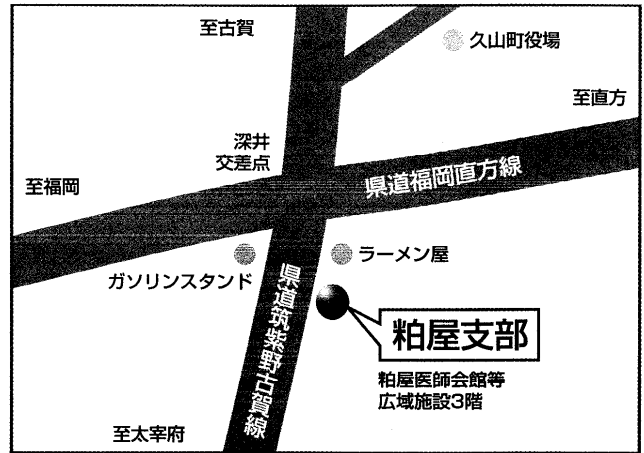 至古賀
久山町役場
至直方
深井
交差点
県道福岡直方線
至福岡
ラーメン屋
ガソリンスタンド
県道筑紫野古賀線
粕屋支部
粕屋医師会館等
広域施設3階
至太宰府